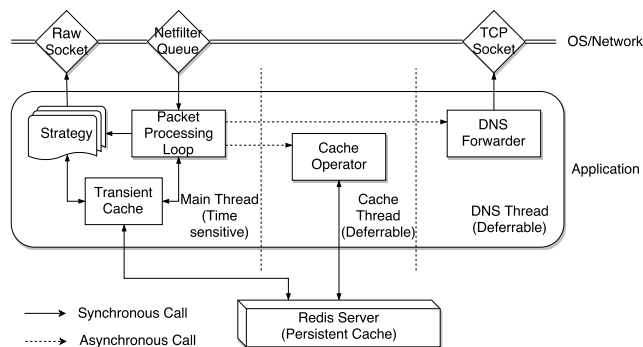 Raw
Socket
Netfilter
Queue
TCP
Socket
OS/Network
Strategy
Packet
Processing
Loop
DNS
Forwarder
Cache
Operator
Application
Transient
Cache
Main Thread
(Time
sensitive)
Cache
Thread
(Deferrable)
DNS Thread
(Deferrable)
Redis Server
(Persistent Cache)
Synchronous Call
Asynchronous Call